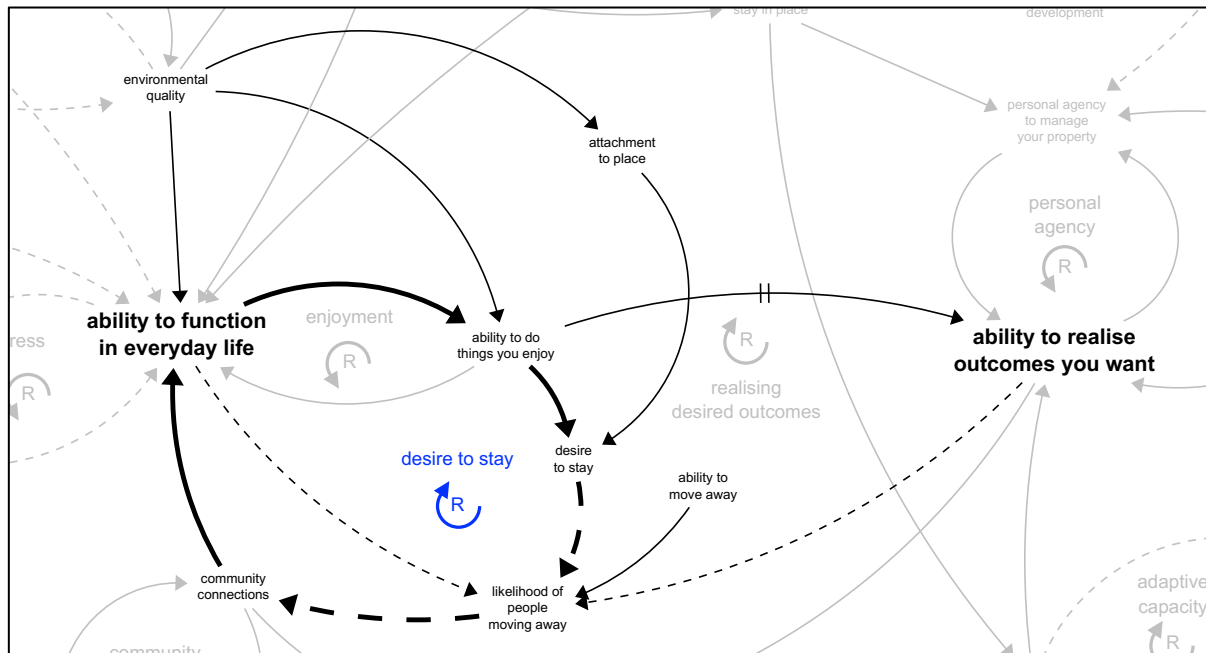 stay in place
development
environmental
quality
personal agency
to manage
your property
attachment
to place
personal
agency
R
ability to function
in everyday life
enjoyment
R
ability to do
things you enjoy
R
realising
desired outcomes
ability to realise
outcomes you want
ress
R
desire to stay
R
desire
to stay
ability to
move away
community
connections
likelihood of
people
moving away
adaptive
capacity
R
community